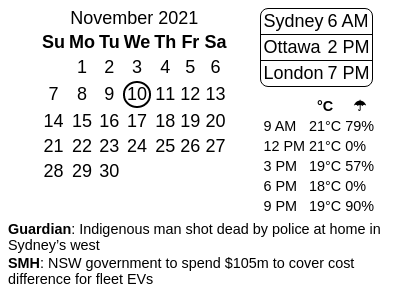 November 2021
Su Mo Tu We Th Fr Sa
1 2 3 4 5 6
7 8 9 10 11 12 13
14 15 16 17 18 19 20
21 22 23 24 25 26 27
28 29 30
Sydney 6 AM
Ottawa 2 PM
London 7 PM
°C ☂
9 AM 21°C 79%
12 PM 21°C 0%
3 PM 19°C 57%
6 PM 18°C 0%
9 PM 19°C 90%
Guardian: Indigenous man shot dead by police at home in
Sydney’s west
SMH: NSW government to spend $105m to cover cost
difference for fleet EVs